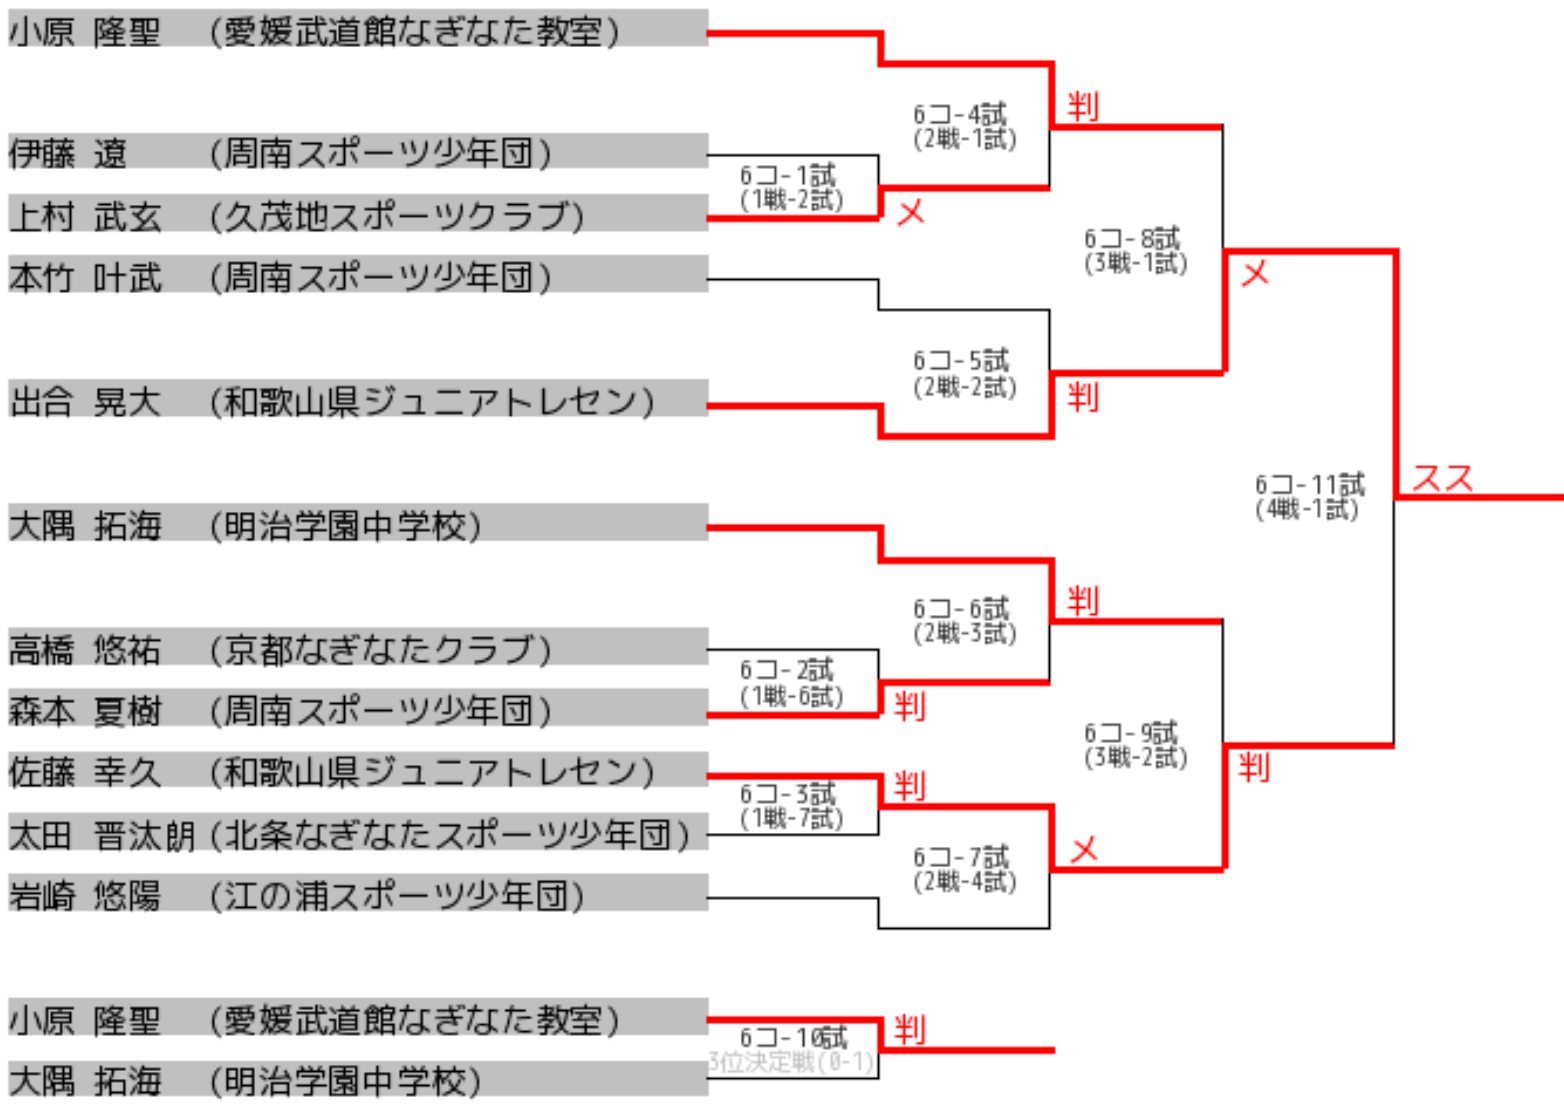 小原 隆聖 (愛媛武道館なぎなた教室)
判
6コ-4試
(2戦-1試)
伊藤 遼 (周南スポーツ少年団)
6コ-1試
(1戦-2試)
上村 武玄 (久茂地スポーツクラブ)
メ
6コ-8試
(3戦-1試)
本竹 叶武 (周南スポーツ少年団)
メ
6コ-5試
(2戦-2試)
出合 晃大 (和歌山県ジュニアトレセン)
判
6コ-11試
(4戦-1試)
スス
大隅 拓海 (明治学園中学校)
判
6コ-6試
(2戦-3試)
高橋 悠祐 (京都なぎなたクラブ)
6コ-2試
(1戦-6試)
森本 夏樹 (周南スポーツ少年団)
判
6コ-9試
(3戦-2試)
佐藤 幸久 (和歌山県ジュニアトレセン)
判
判
6コ-3試
(1戦-7試)
太田 晋汰朗 (北条なぎなたスポーツ少年団)
メ
6コ-7試
(2戦-4試)
岩崎 悠陽 (江の浦スポーツ少年団)
小原 隆聖 (愛媛武道館なぎなた教室)
判
6コ-10試
3位決定戦(0-1)
大隅 拓海 (明治学園中学校)